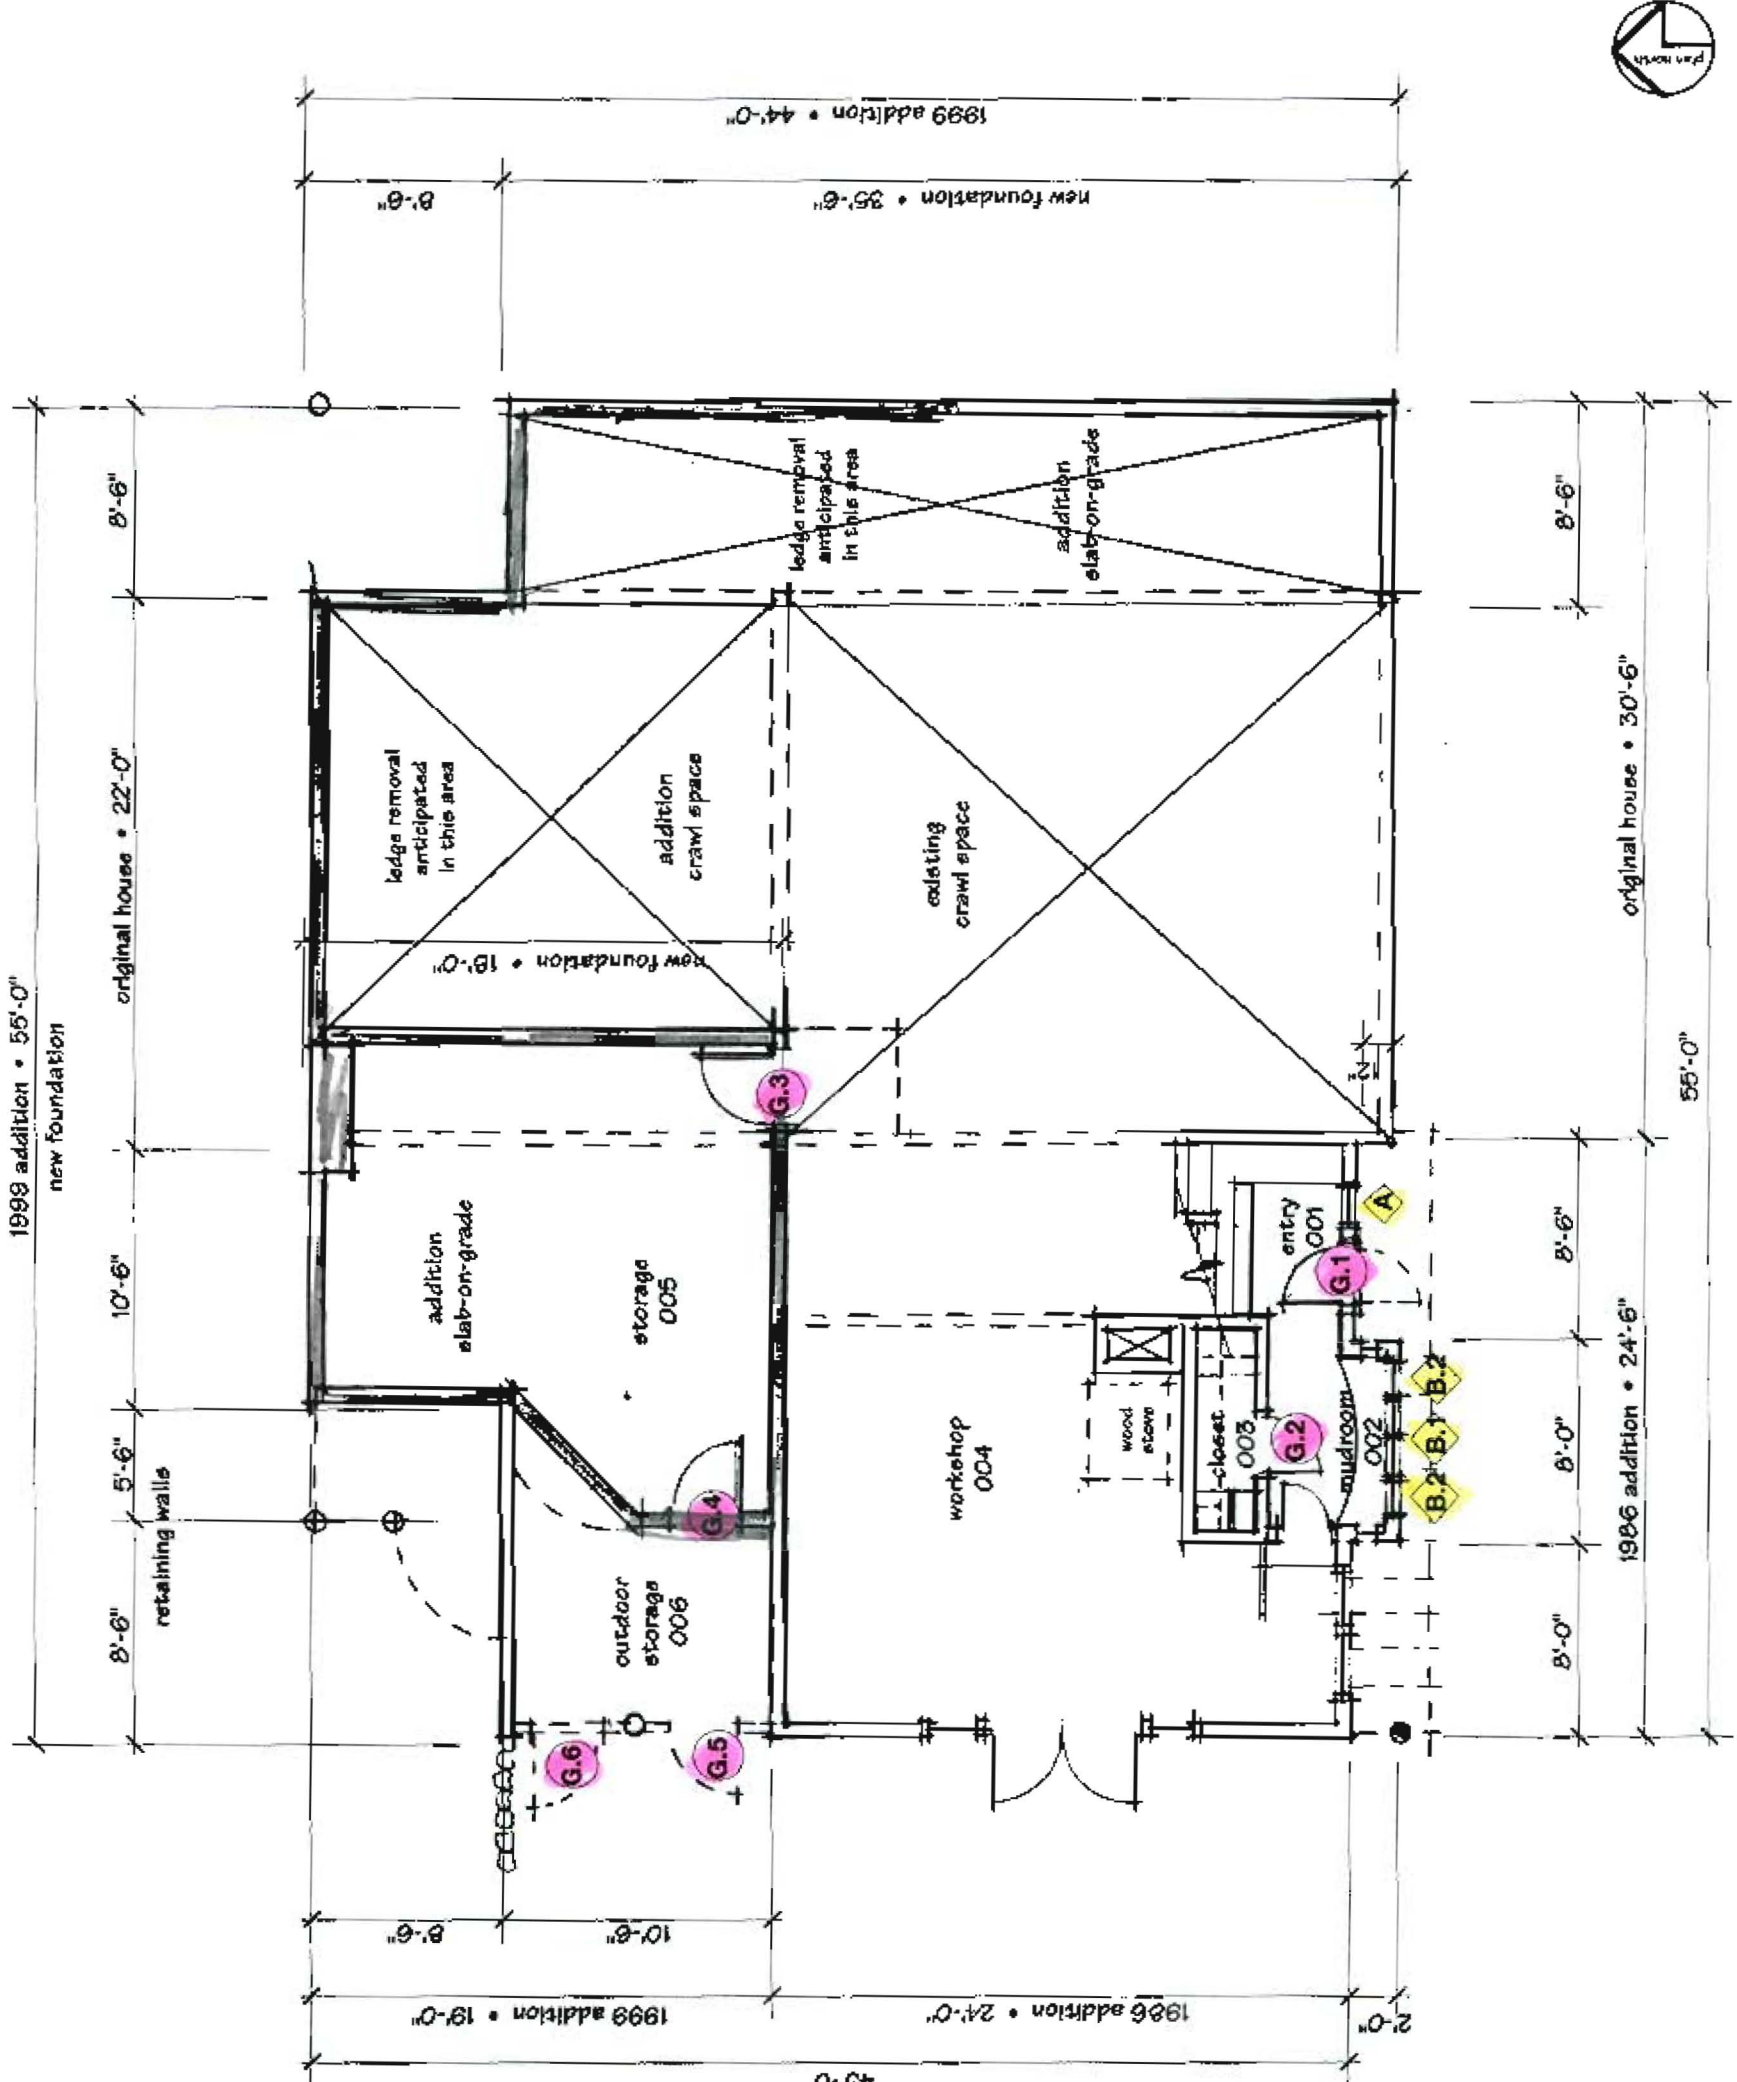 plan north
1999 addition • 44'-0"
8'-6"
new foundation • 35'-6"
1999 addition • 55'-0"
new foundation
8'-6"
original house • 22'-0"
10'-6"
5'-6"
8'-6"
retaining walls
ledge removal
anticipated
in this area
addition
slab-on-grade
ledge removal
anticipated
in this area
addition
crawl space
new foundation • 18'-0"
existing
crawl space
G.3
addition
slab-on-grade
storage
005
G.4
outdoor
storage
006
G.6
G.5
workshop
004
wood
stove
closet
003
G.2
mudroom
002
entry
001
G.1
A
B.2
B.1
B.2
8'-6"
original house • 30'-6"
8'-6"
8'-0"
8'-0"
1986 addition • 24'-6"
55'-0"
8'-6"
10'-6"
1999 addition • 19'-0"
1986 addition • 24'-0"
2'-0"